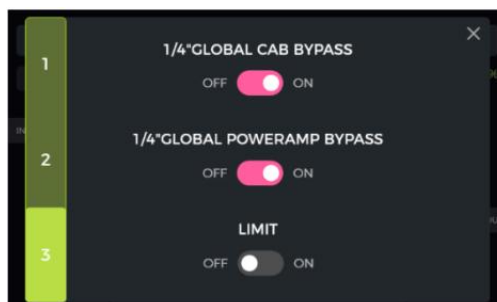 1
1/4"GLOBAL CAB BYPASS
OFF ON
2
1/4"GLOBAL POWERAMP BYPASS
OFF ON
3
LIMIT
OFF ON